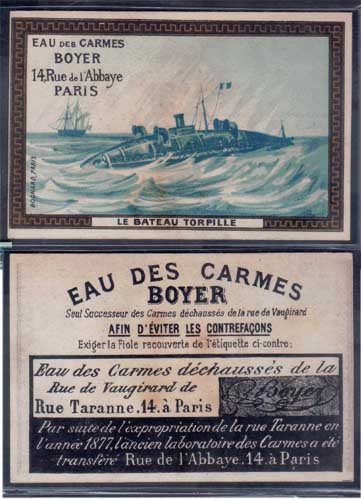 EAU DES CARMES
BOYER
14, Rue de l'Abbaye
PARIS
BOGNARD, PARIS
LE BATEAU TORPILLE
EAU DES CARMES
BOYER
Seul Successeur des Carmes déchaussés de la rue de Vaugirard
AFIN D'ÉVITER LES CONTREFAÇONS
Exiger la Fiole recouverte de l'étiquette ci-contre:
Eau des Carmes déchaussés de la
Rue de Vaugirard de
Boyer
Rue Taranne. 14. à Paris
Par suite de l'expropriation de la rue Taranne en
l'année 1877, l'ancien laboratoire des Carmes a été
transféré Rue de l'Abbaye. 14. à Paris